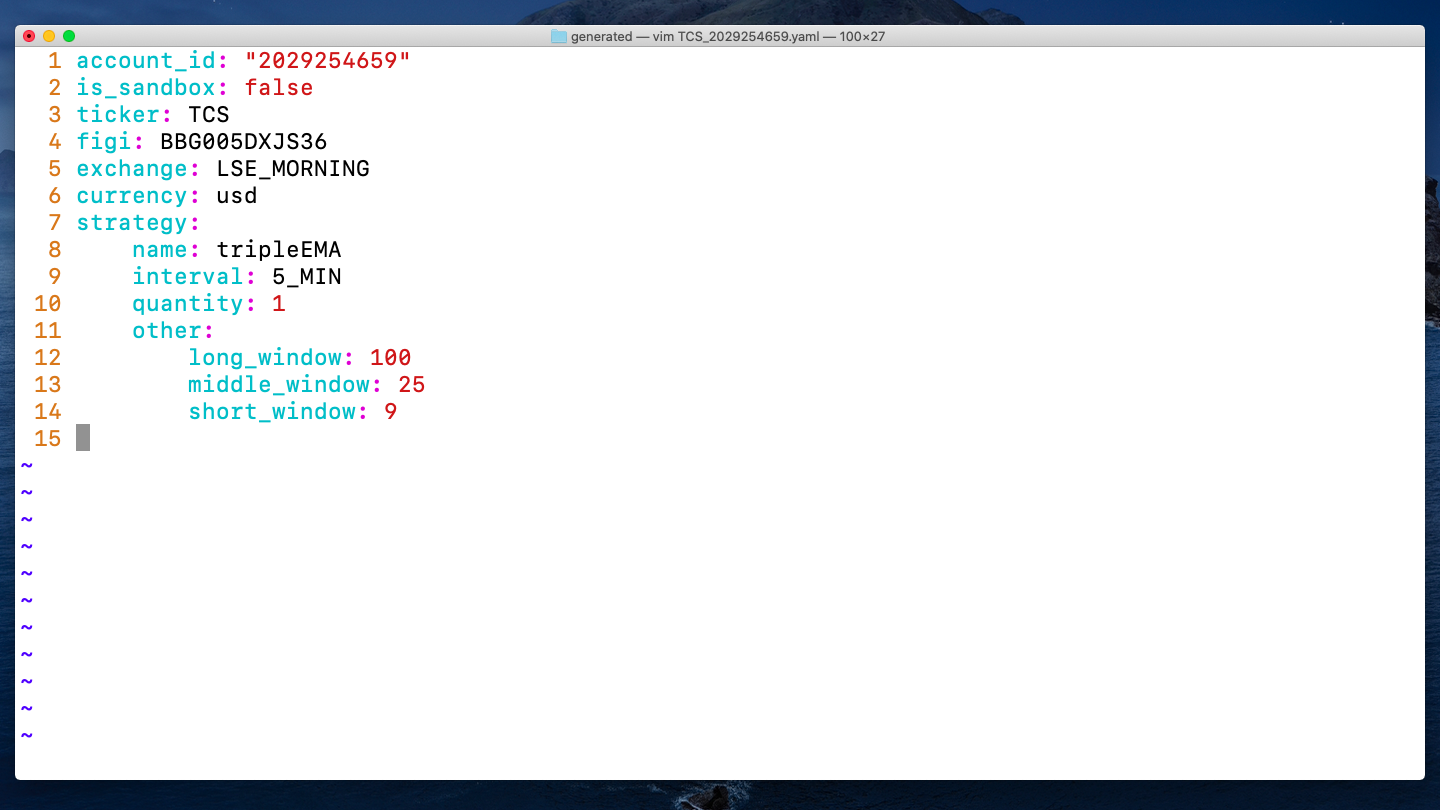 generated — vim TCS_2029254659.yaml — 100×27
1 account_id: "2029254659"
2 is_sandbox: false
3 ticker: TCS
4 figi: BBG005DXJS36
5 exchange: LSE_MORNING
6 currency: usd
7 strategy:
8     name: tripleEMA
9     interval: 5_MIN
10     quantity: 1
11     other:
12         long_window: 100
13         middle_window: 25
14         short_window: 9
15
~
~
~
~
~
~
~
~
~
~
~